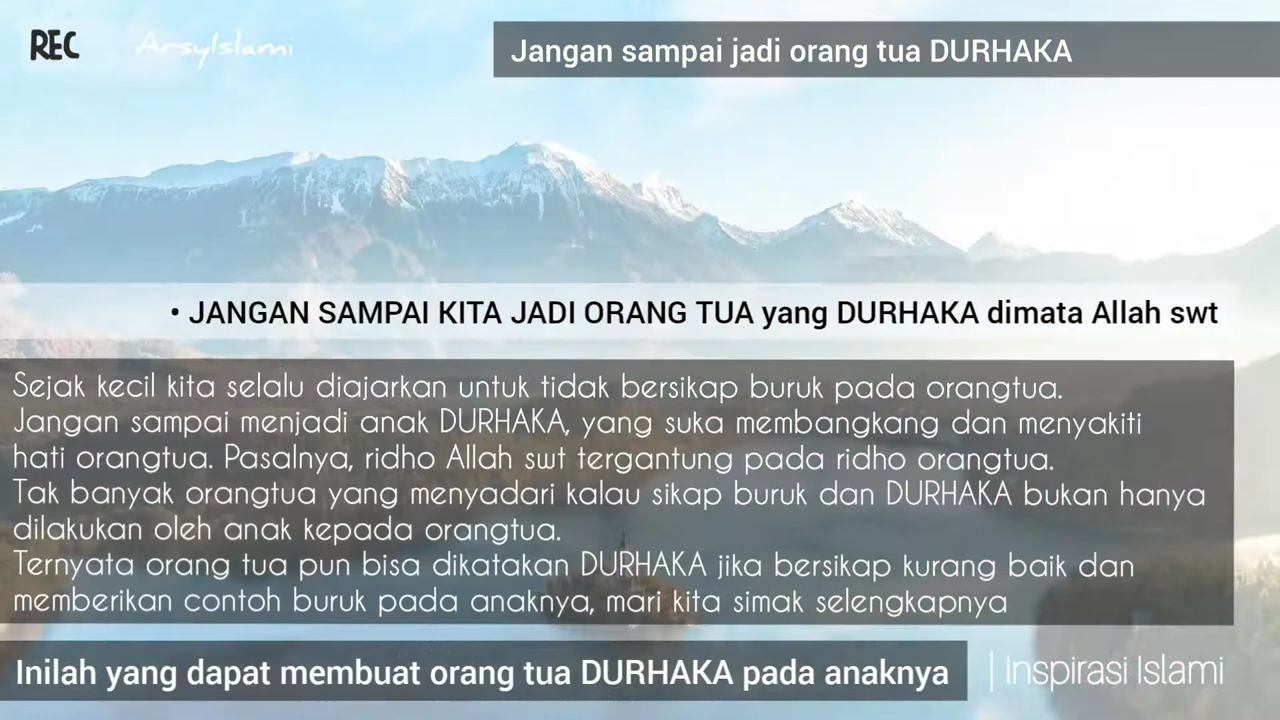 REC
ArsyIslami
Jangan sampai jadi orang tua DURHAKA
• JANGAN SAMPAI KITA JADI ORANG TUA yang DURHAKA dimata Allah swt
Sejak kecil kita selalu diajarkan untuk tidak bersikap buruk pada orangtua.
Jangan sampai menjadi anak DURHAKA, yang suka membangkang dan menyakiti
hati orangtua. Pasalnya, ridho Allah swt tergantung pada ridho orangtua.
Tak banyak orangtua yang menyadari kalau sikap buruk dan DURHAKA bukan hanya
dilakukan oleh anak kepada orangtua.
Ternyata orang tua pun bisa dikatakan DURHAKA jika bersikap kurang baik dan
memberikan contoh buruk pada anaknya, mari kita simak selengkapnya
Inilah yang dapat membuat orang tua DURHAKA pada anaknya
| Inspirasi Islami